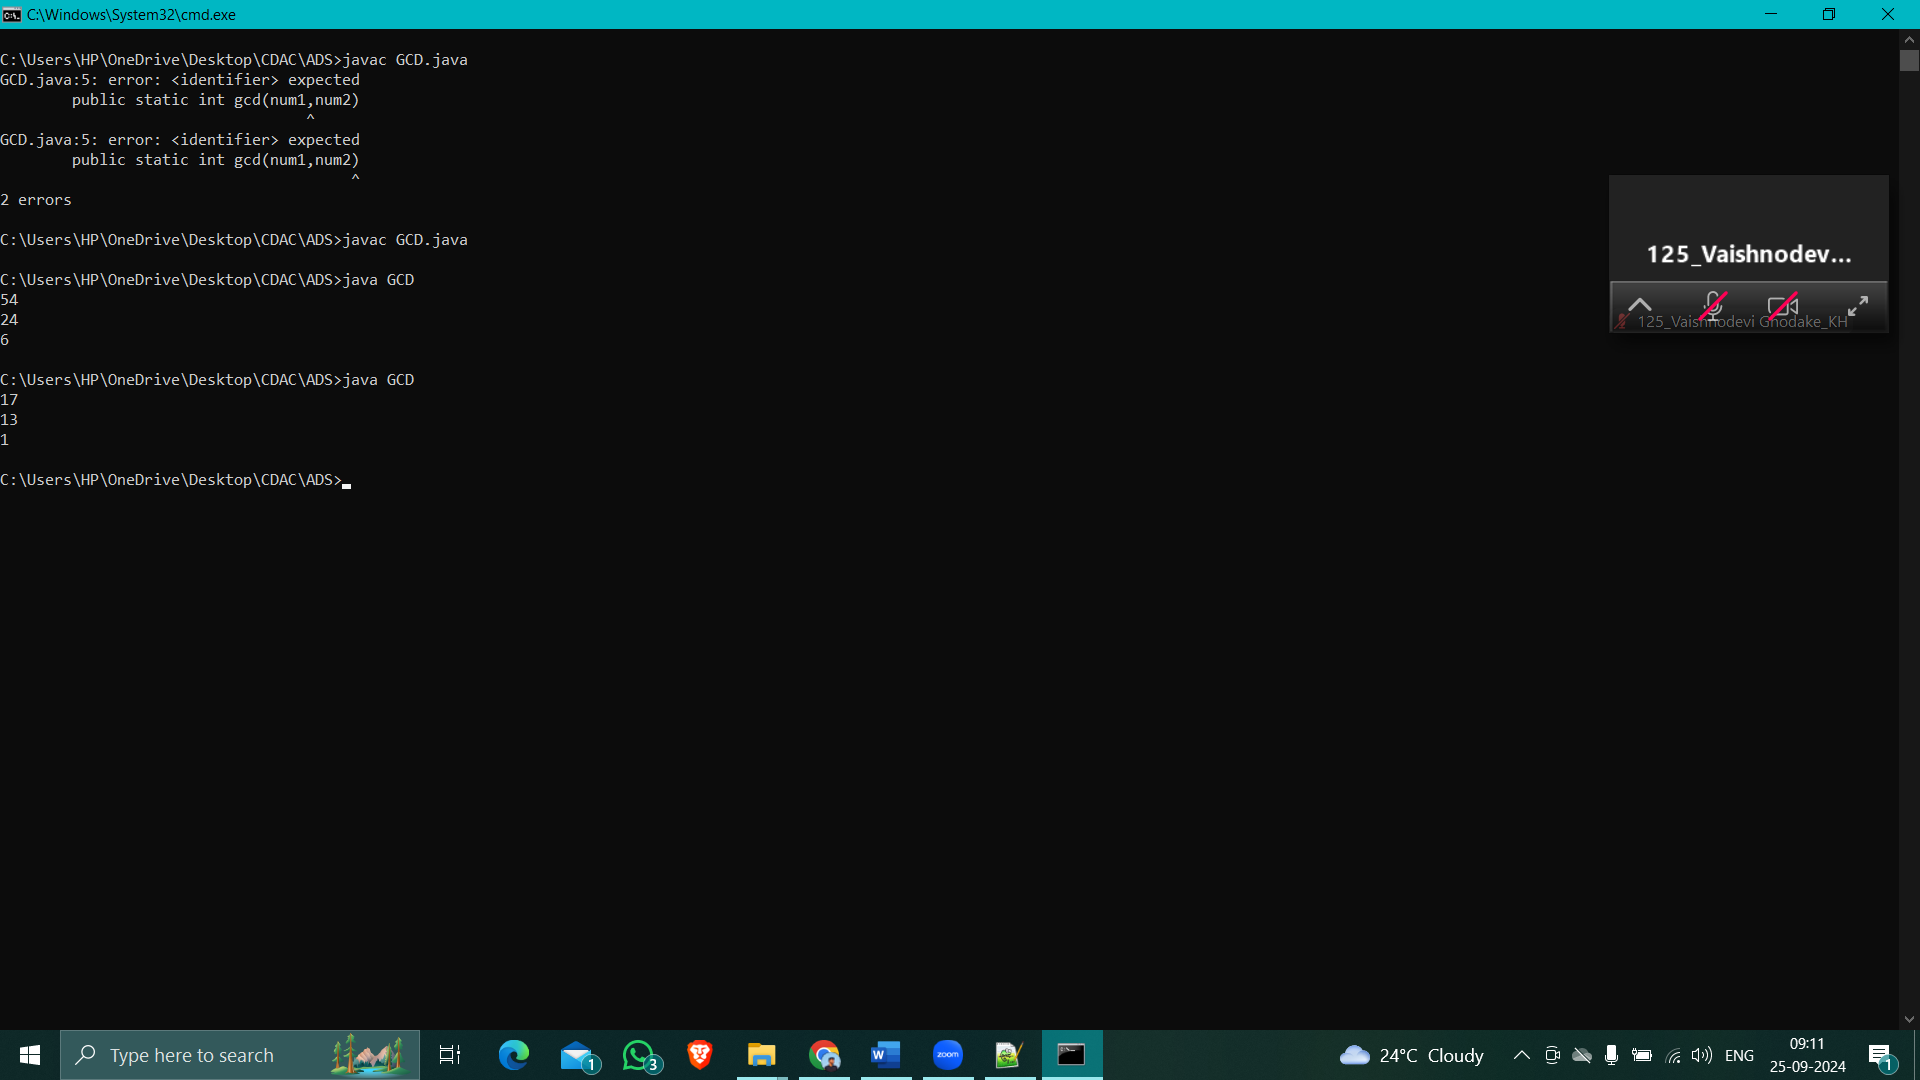 C:\Windows\System32\cmd.exe
C:\Users\HP\OneDrive\Desktop\CDAC\ADS>javac GCD.java
GCD.java:5: error: <identifier> expected
        public static int gcd(num1,num2)
                                  ^
GCD.java:5: error: <identifier> expected
        public static int gcd(num1,num2)
                                       ^
2 errors
C:\Users\HP\OneDrive\Desktop\CDAC\ADS>javac GCD.java
C:\Users\HP\OneDrive\Desktop\CDAC\ADS>java GCD
54
24
6
C:\Users\HP\OneDrive\Desktop\CDAC\ADS>java GCD
17
13
1
C:\Users\HP\OneDrive\Desktop\CDAC\ADS>
125_Vaishnodev...
125_Vaishnodevi Ghodake_KH
Type here to search
1
3
W
zoom
24°C Cloudy
ENG
09:11
25-09-2024
1